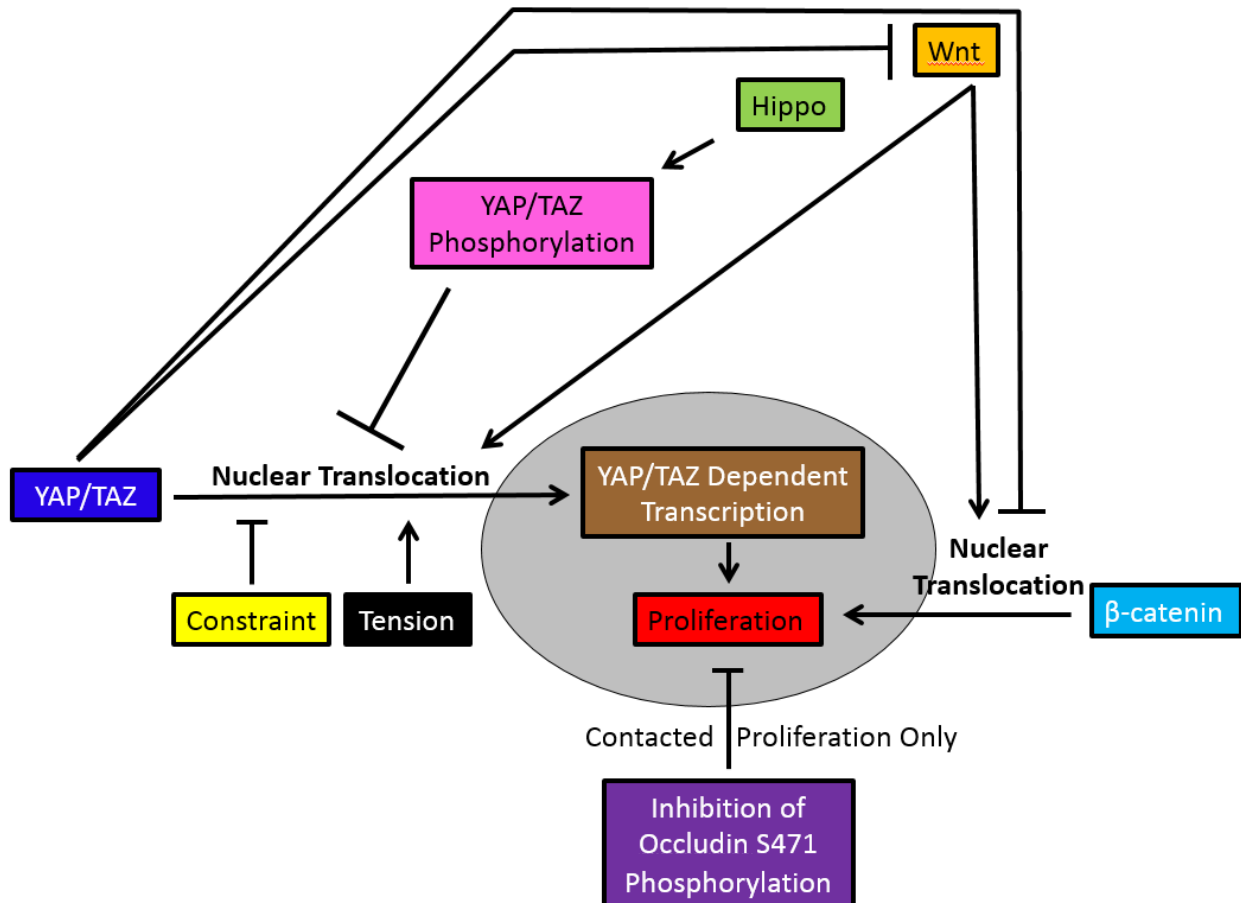 Wnt
Hippo
YAP/TAZ
Phosphorylation
Nuclear Translocation
YAP/TAZ
YAP/TAZ Dependent
Transcription
Nuclear
Translocation
Constraint
Tension
Proliferation
β-catenin
Contacted Proliferation Only
Inhibition of
Occludin S471
Phosphorylation